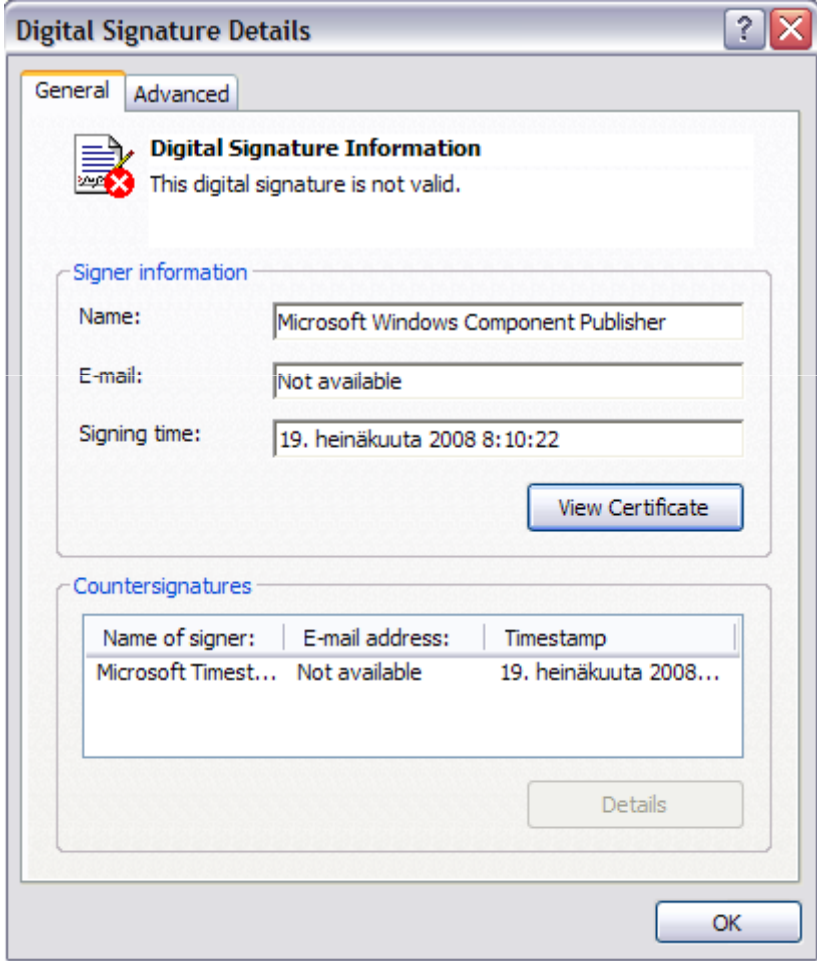 Digital Signature Details
General Advanced
Digital Signature Information
This digital signature is not valid.
Signer information
Name: Microsoft Windows Component Publisher
E-mail: Not available
Signing time: 19. heinäkuuta 2008 8:10:22
View Certificate
Countersignatures
Name of signer: E-mail address: Timestamp
Microsoft Timest... Not available 19. heinäkuuta 2008...
Details
OK